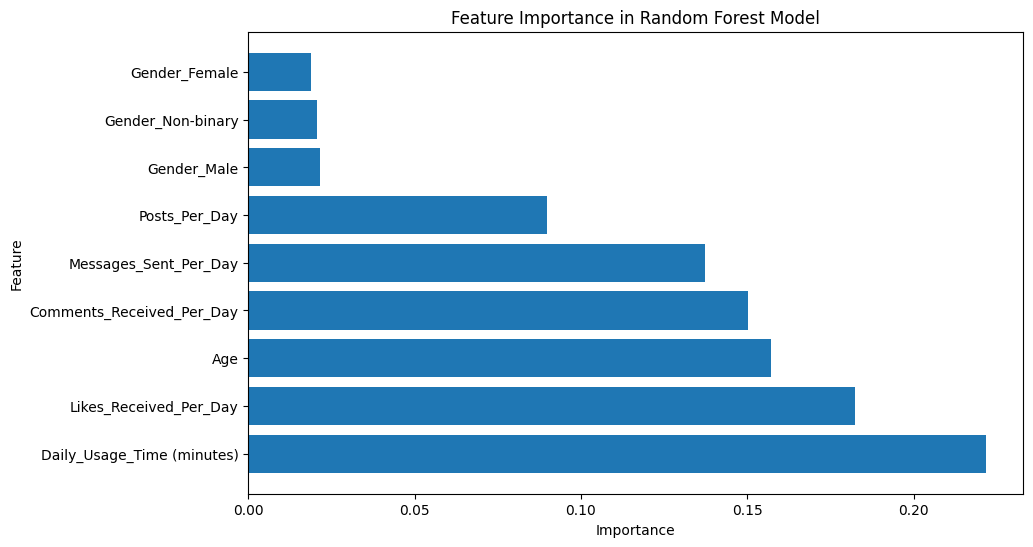 Feature Importance in Random Forest Model
Feature
Gender_Female
Gender_Non-binary
Gender_Male
Posts_Per_Day
Messages_Sent_Per_Day
Comments_Received_Per_Day
Age
Likes_Received_Per_Day
Daily_Usage_Time (minutes)
0.00 0.05 0.10 0.15 0.20
Importance